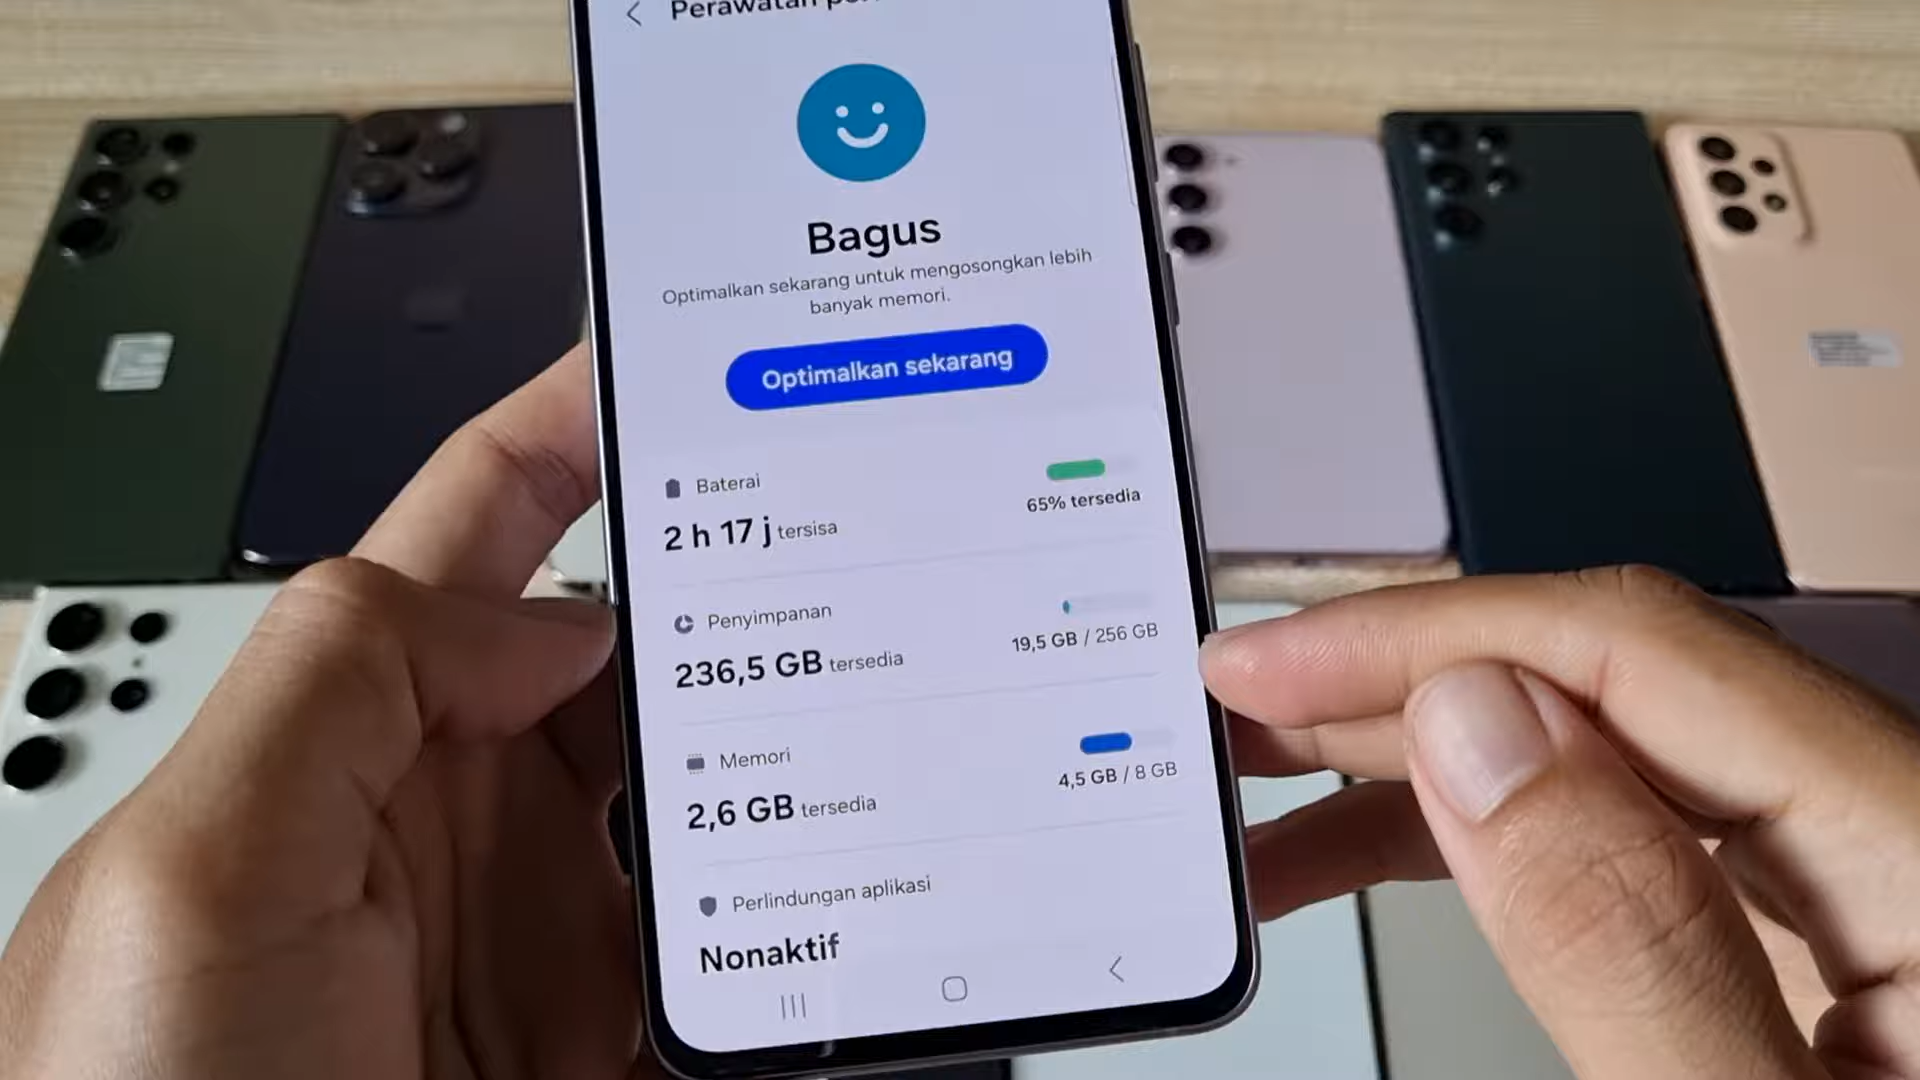 Perawatan
Bagus
Optimalkan sekarang untuk mengosongkan lebih
banyak memori.
Optimalkan sekarang
Baterai
2 h 17 j tersisa
65% tersedia
Penyimpanan
236,5 GB tersedia
19,5 GB / 256 GB
Memori
2,6 GB tersedia
4,5 GB / 8 GB
Perlindungan aplikasi
Nonaktif